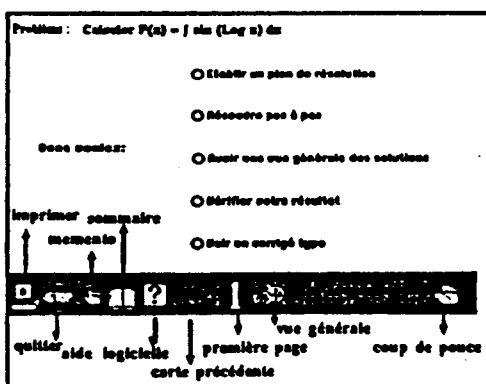 Problème : Calculer F(x) = ∫ sin (Log x) dx
Etablir un plan de résolution
Résoudre pas à pas
Vous voulez:
Avoir une vue générale des solutions
Vérifier votre résultat
Voir un corrigé type
imprimer sommaire
memento
STOP ?
vue générale
quitter aide logicielle première page coup de pouce
carte précédente